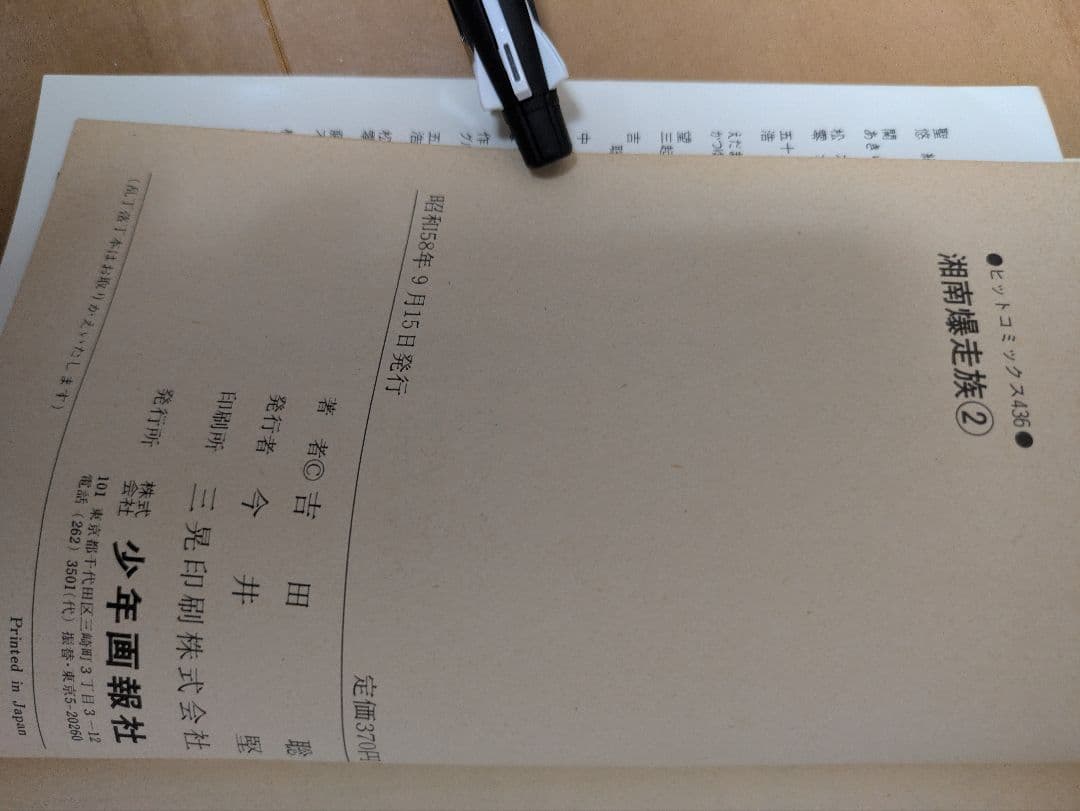 ●ヒットコミックス436●
湘南爆走族②
昭和58年9月15日発行
定価370円
著者©吉田聡
発行者 今井堅
印刷所 三晃印刷株式会社
発行所 株式会社 少年画報社
101 東京都千代田区三崎町3丁目3−12
電話(262)3501(代)振替・東京5-20260
(乱丁落丁本はお取りかえいたします)
Printed in Japan